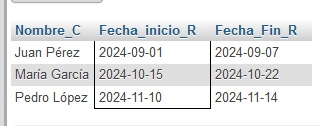 Nombre_C Fecha_inicio_R Fecha_Fin_R
Juan Pérez 2024-09-01 2024-09-07
María García 2024-10-15 2024-10-22
Pedro López 2024-11-10 2024-11-14